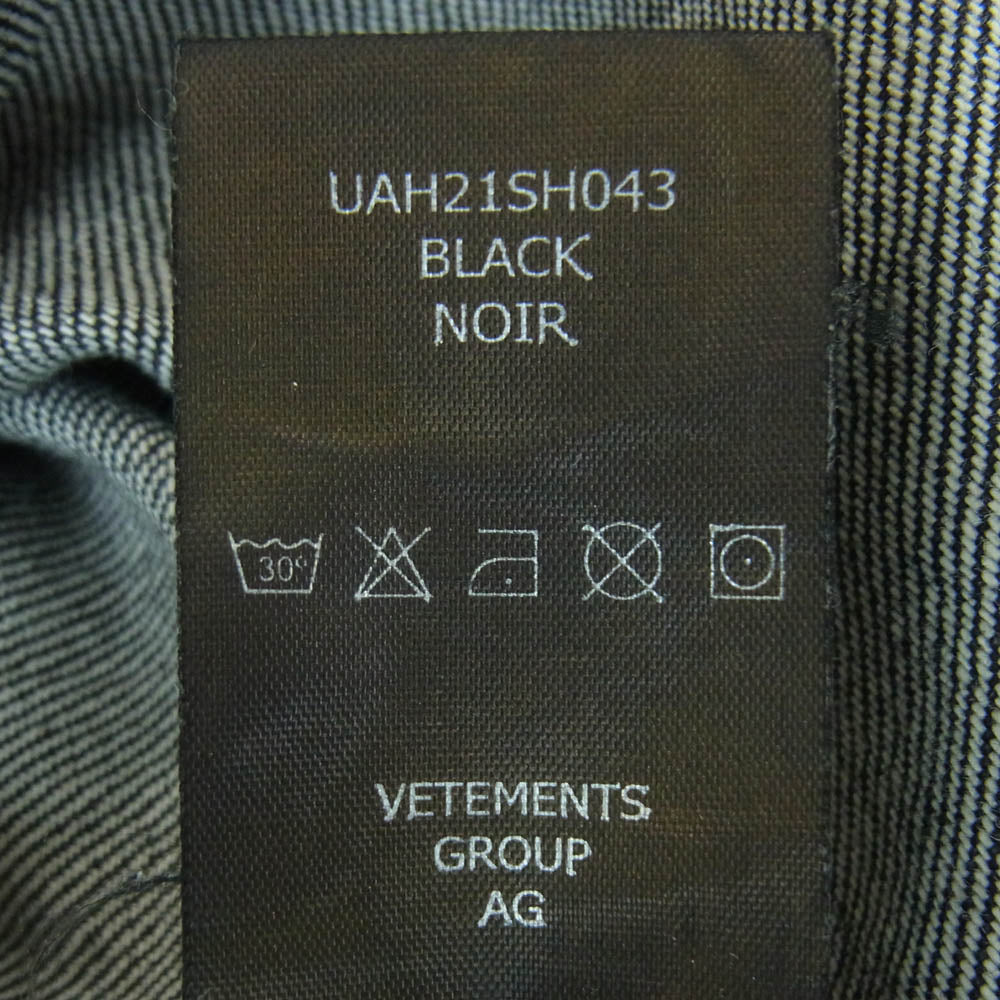 UAH21SH043
BLACK
NOIR
30°
VETEMENTS
GROUP
AG